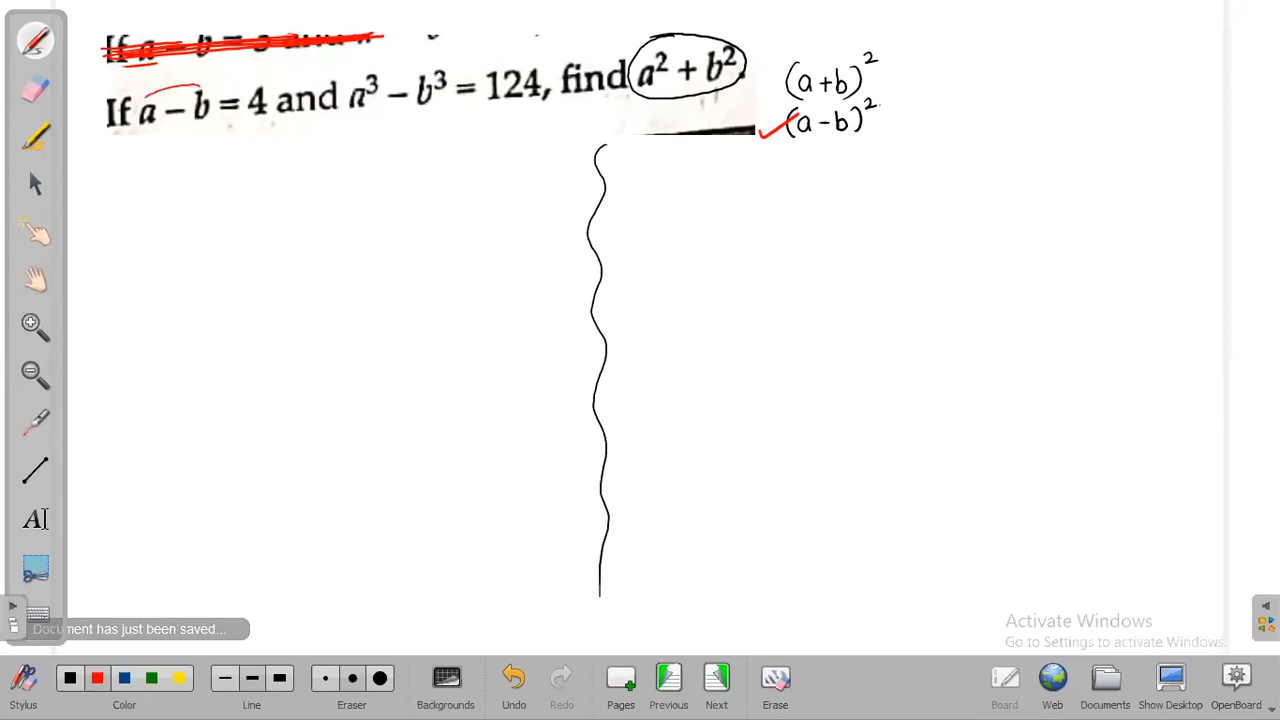 If a − b =
If a − b = 4 and a³ − b³ = 124, find a² + b².
(a+b)²
(a−b)²
Document has just been saved...
Activate Windows
Go to Settings to activate Windows.
Stylus
Color
Line
Eraser
Backgrounds
Undo
Redo
Pages
Previous
Next
Erase
Board
Web
Documents
Show Desktop
OpenBoard